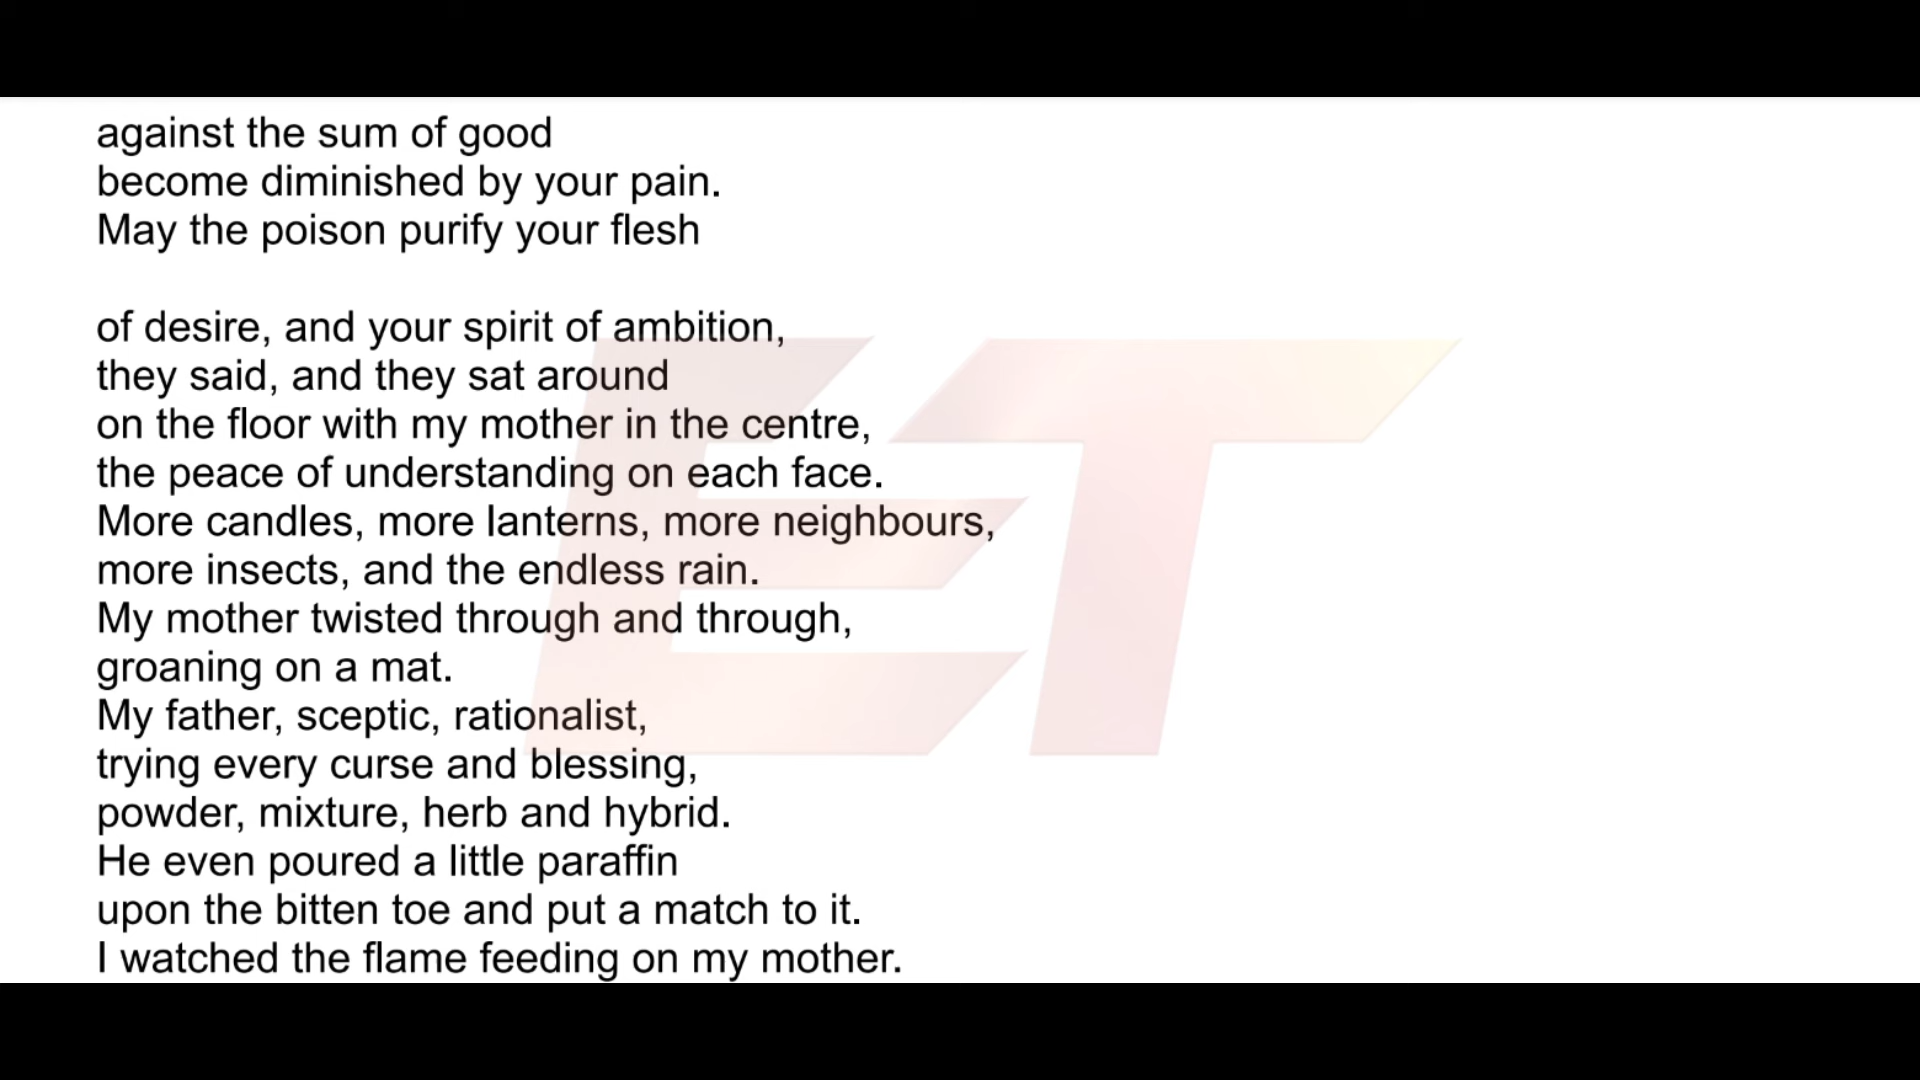 against the sum of good
become diminished by your pain.
May the poison purify your flesh
of desire, and your spirit of ambition,
they said, and they sat around
on the floor with my mother in the centre,
the peace of understanding on each face.
More candles, more lanterns, more neighbours,
more insects, and the endless rain.
My mother twisted through and through,
groaning on a mat.
My father, sceptic, rationalist,
trying every curse and blessing,
powder, mixture, herb and hybrid.
He even poured a little paraffin
upon the bitten toe and put a match to it.
I watched the flame feeding on my mother.
ET